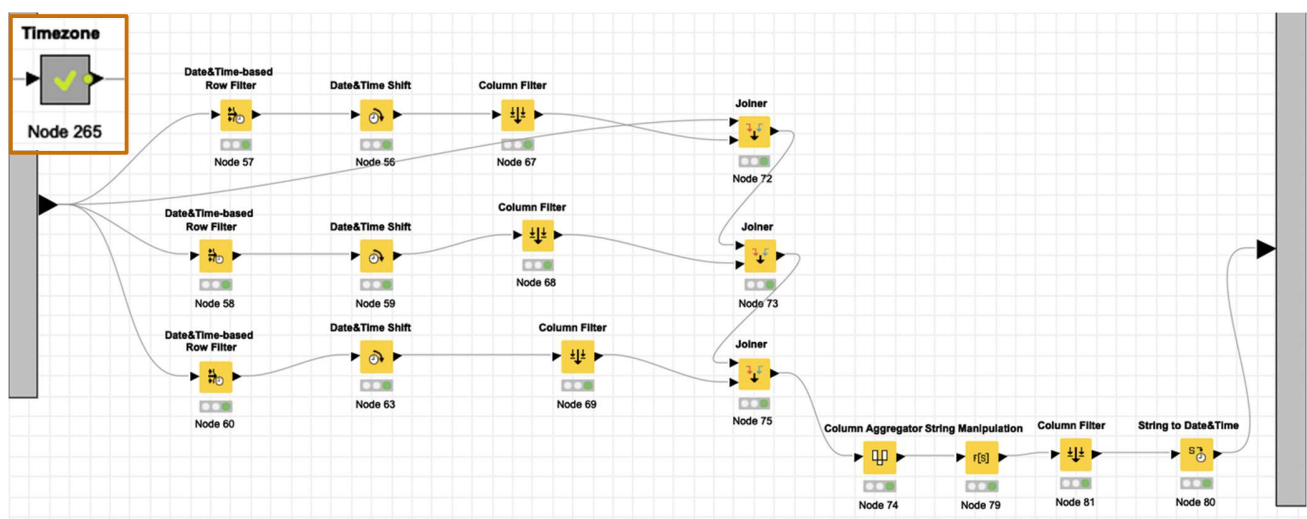 Timezone
Node 265
Date&Time-based
Row Filter
Node 57
Date&Time Shift
Node 56
Column Filter
Node 67
Joiner
Node 72
Date&Time-based
Row Filter
Node 58
Date&Time Shift
Node 59
Column Filter
Node 68
Joiner
Node 73
Date&Time-based
Row Filter
Node 60
Date&Time Shift
Node 63
Column Filter
Node 69
Joiner
Node 75
Column Aggregator
Node 74
String Manipulation
F[S]
Node 79
Column Filter
Node 81
String to Date&Time
S
Node 80